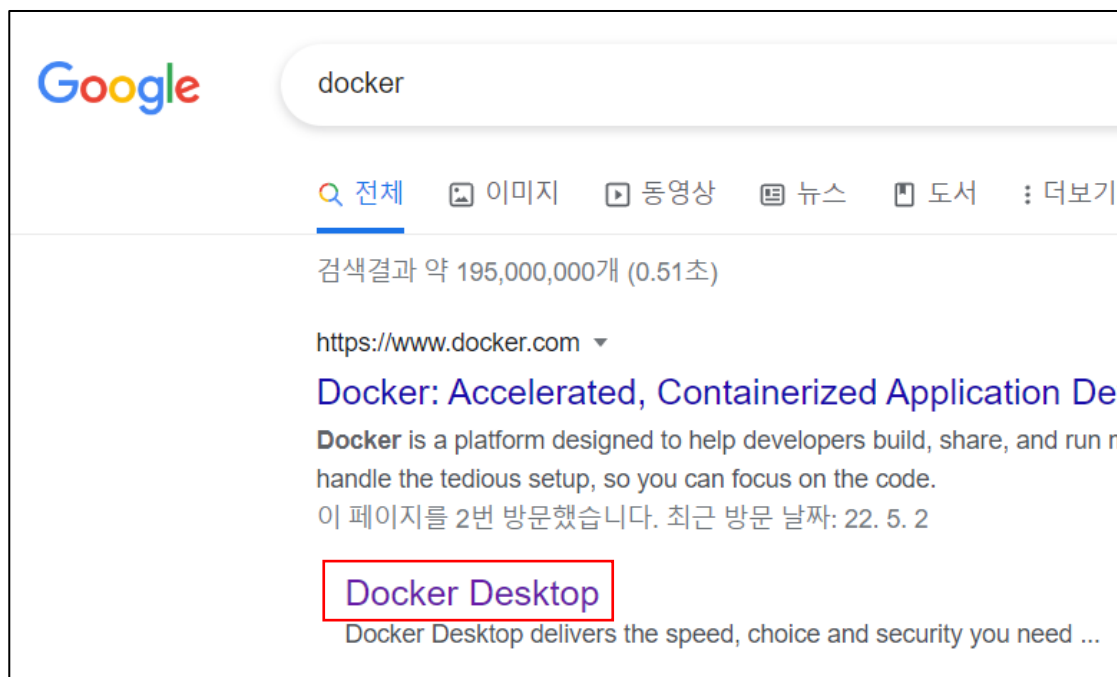 Google
docker
전체 이미지 동영상 뉴스 도서 더보기
검색결과 약 195,000,000개 (0.51초)
https://www.docker.com
Docker: Accelerated, Containerized Application De
Docker is a platform designed to help developers build, share, and run
handle the tedious setup, so you can focus on the code.
이 페이지를 2번 방문했습니다. 최근 방문 날짜: 22. 5. 2
Docker Desktop
Docker Desktop delivers the speed, choice and security you need ...